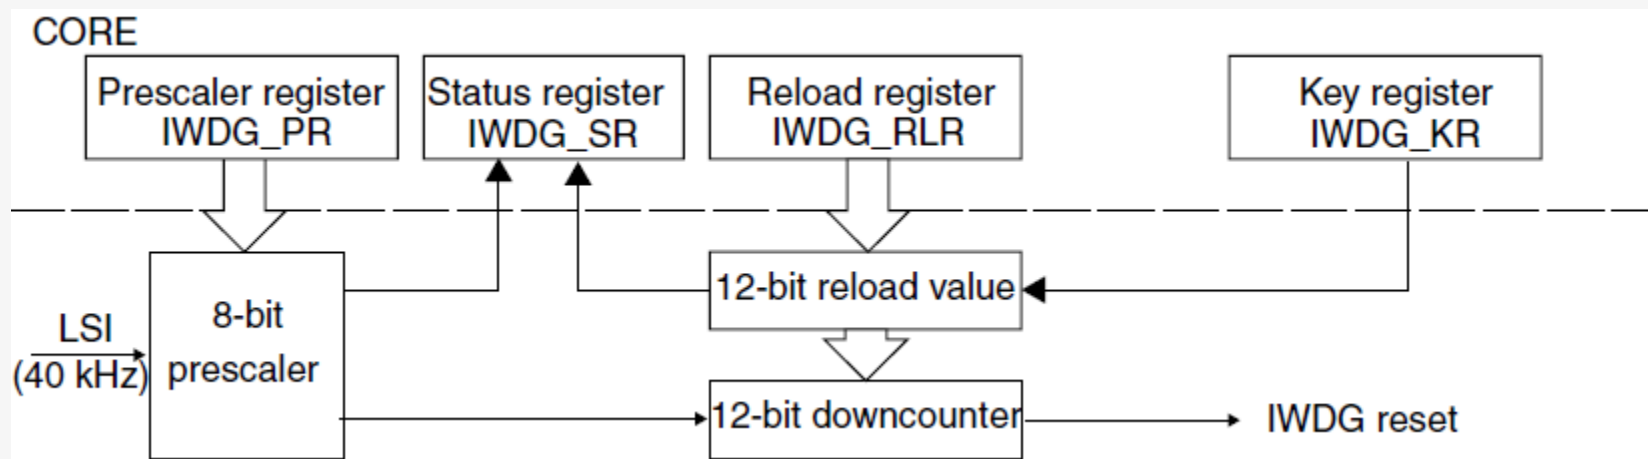 CORE
Prescaler register
IWDG_PR
Status register
IWDG_SR
Reload register
IWDG_RLR
Key register
IWDG_KR
LSI
(40 kHz)
8-bit
prescaler
12-bit reload value
12-bit downcounter
IWDG reset